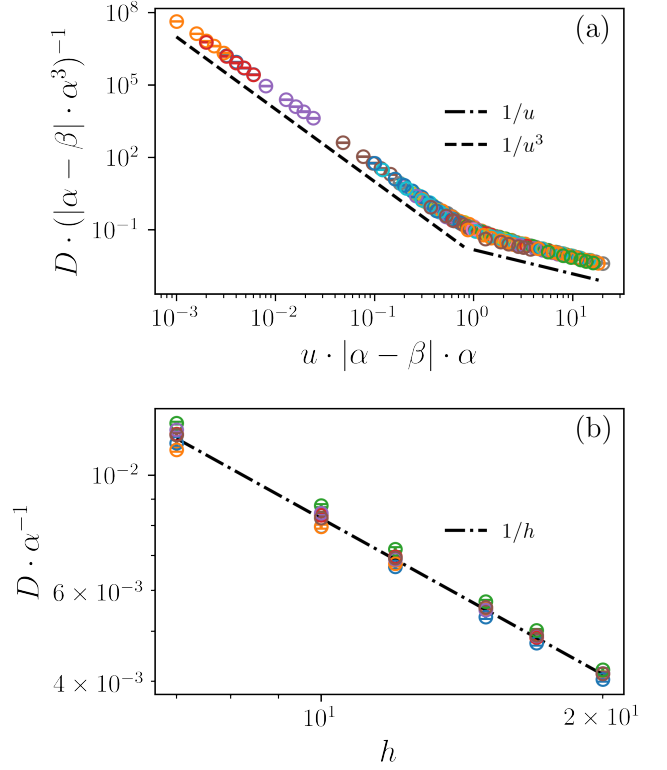 (a)
10^8
10^5
10^2
10^{-1}
D · (|α − β| · α^3)^{-1}
1/u
1/u^3
10^{-3}
10^{-2}
10^{-1}
10^0
10^1
u · |α − β| · α
(b)
10^{-2}
6 × 10^{-3}
4 × 10^{-3}
D · α^{-1}
1/h
10^1
2 × 10^1
h